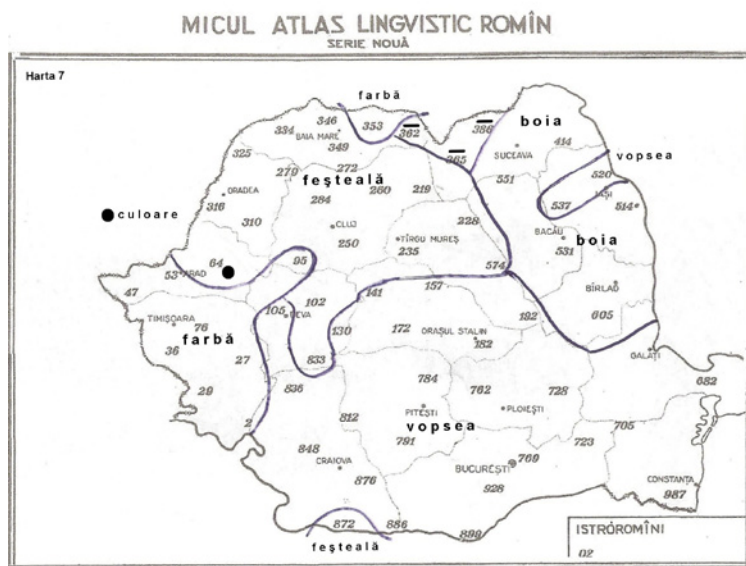 MICUL ATLAS LINGVISTIC ROMÎN
SERIE NOUĂ
Harta 7
farbă
346
334
353
BAIA MARE
349
362
386
boia
SUCEAVA
414
325
279
272
365
vopsea
feşteală
551
520
ORADEA
316
284
260
219
IAŞI
culoare
537
514
310
CLUJ
228
BACĂU
250
TÎRGU MUREŞ
235
531
boia
64
95
574
53
ARAD
BÎRLAD
47
102
141
157
105
DEVA
192
605
TIMIŞOARA
76
130
172
ORAŞUL STALIN
182
farbă
36
27
833
GALAŢI
29
836
784
762
728
682
2
812
PITEŞTI
PLOIEŞTI
vopsea
705
848
791
723
CRAIOVA
BUCUREŞTI
769
876
928
CONSTANŢA
987
872
886
899
feşteală
ISTROROMÎNI
02